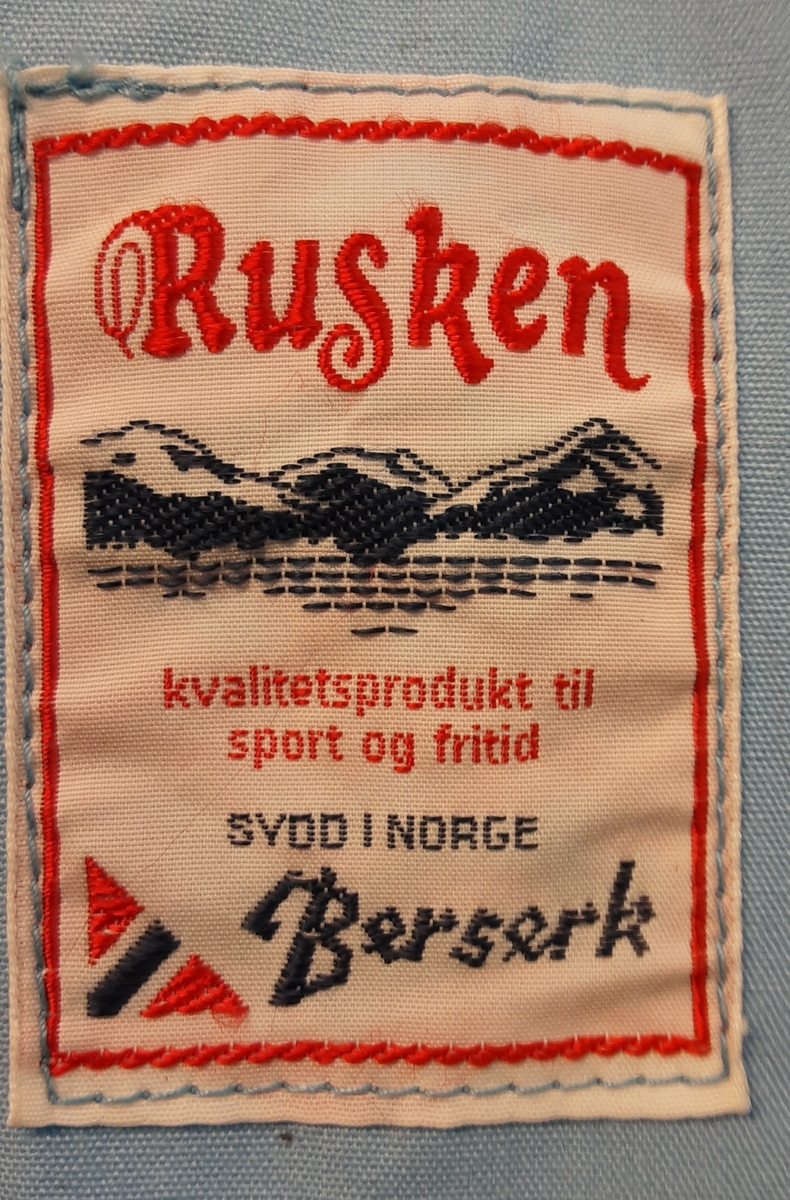 Rusken
kvalitetsprodukt til
sport og fritid
SYDD I NORGE
Berserk